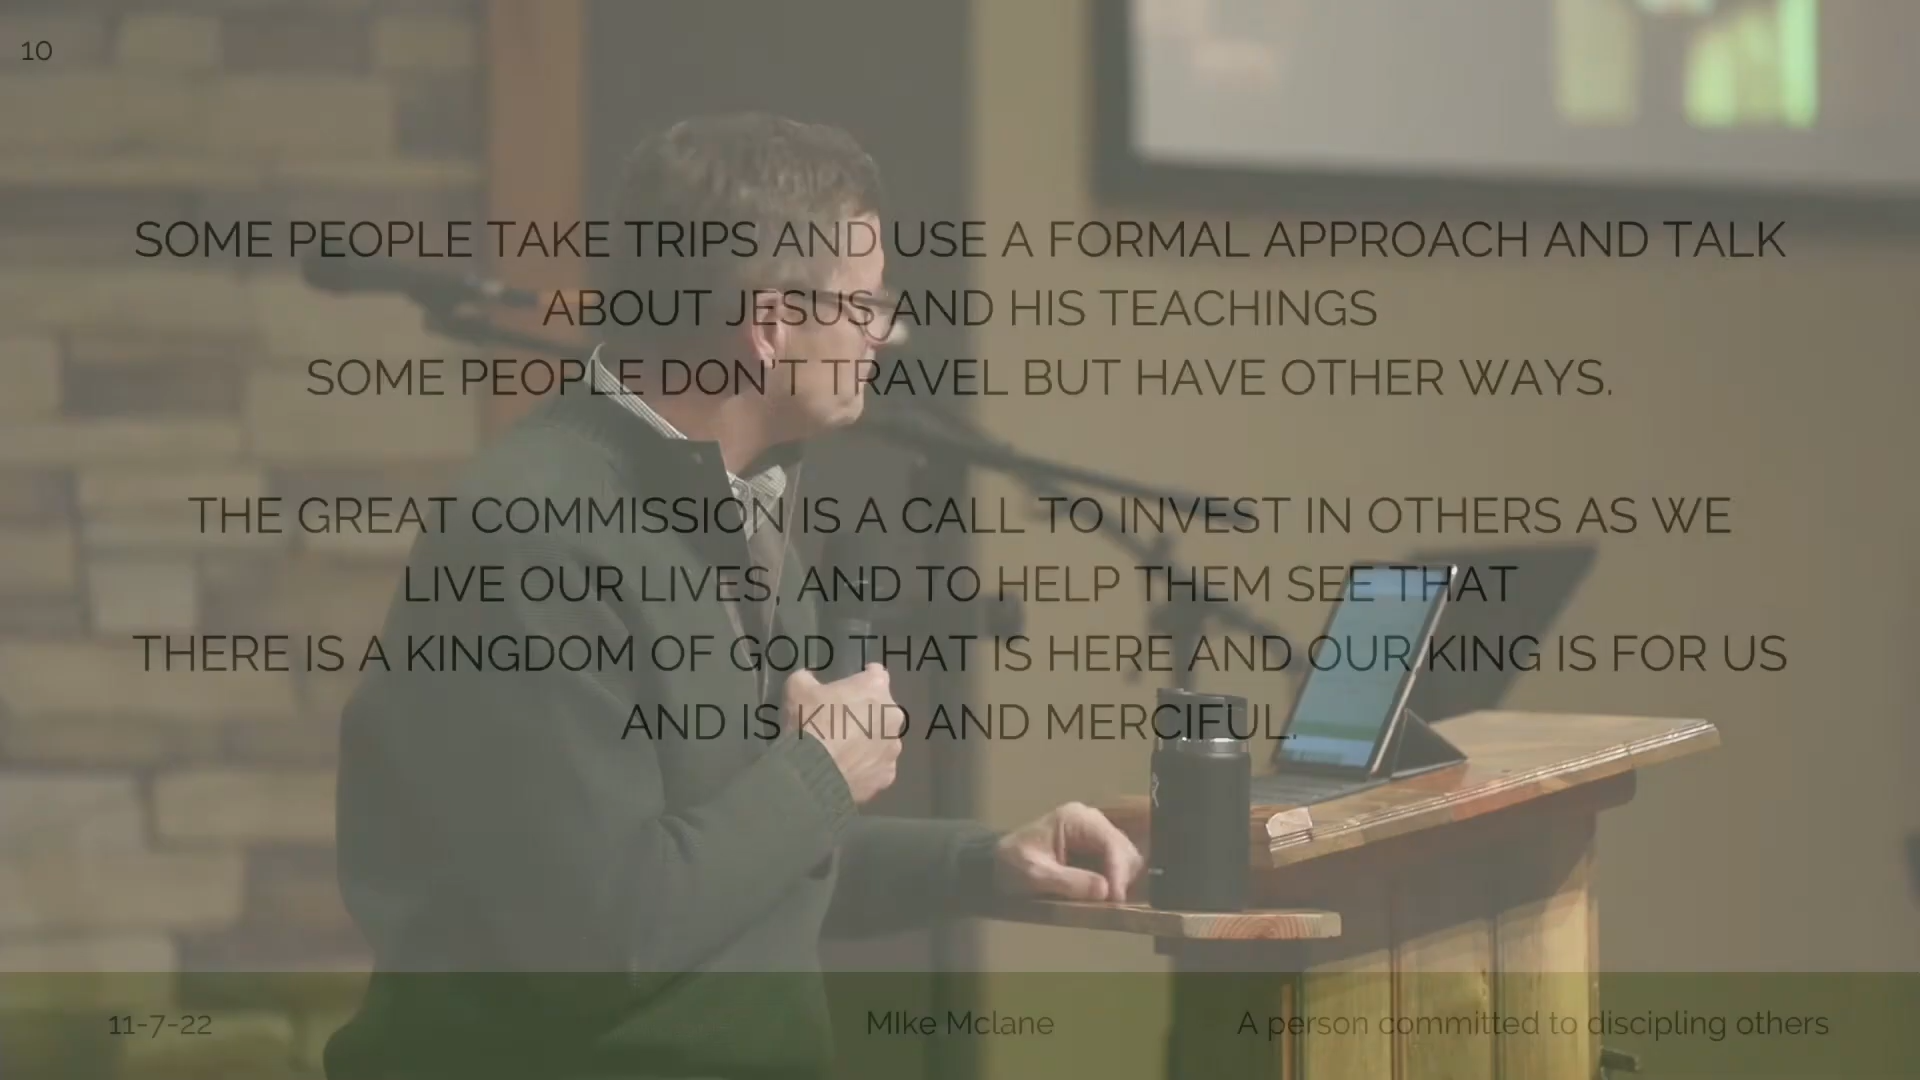 10
SOME PEOPLE TAKE TRIPS AND USE A FORMAL APPROACH AND TALK
ABOUT JESUS AND HIS TEACHINGS
SOME PEOPLE DON'T TRAVEL BUT HAVE OTHER WAYS.
THE GREAT COMMISSION IS A CALL TO INVEST IN OTHERS AS WE
LIVE OUR LIVES, AND TO HELP THEM SEE THAT
THERE IS A KINGDOM OF GOD THAT IS HERE AND OUR KING IS FOR US
AND IS KIND AND MERCIFUL.
11-7-22
MIke Mclane
A person committed to discipling others